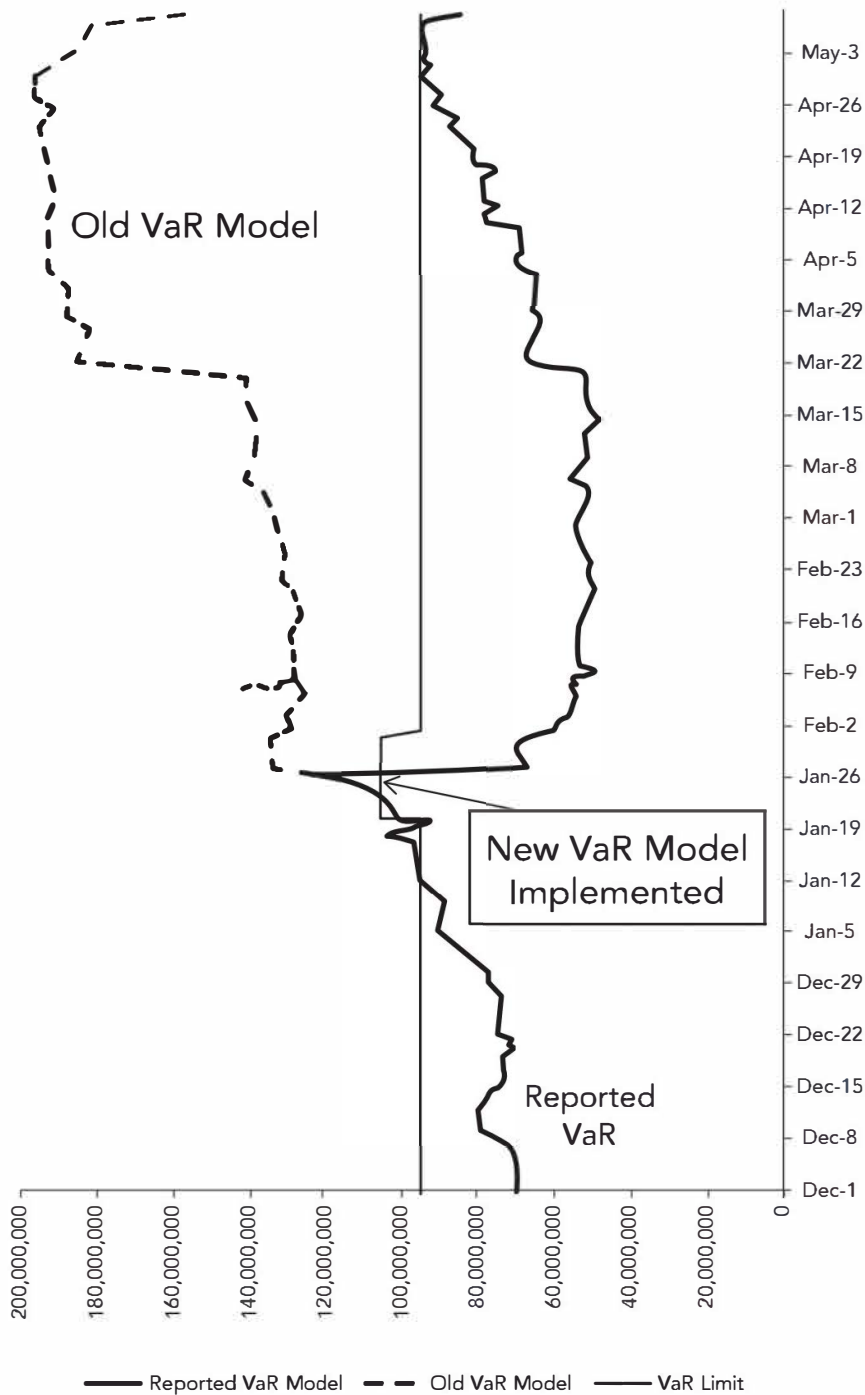 May-3
Apr-26
Apr-19
Old VaR Model
Apr-12
Apr-5
Mar-29
Mar-22
Mar-15
Mar-8
Mar-1
Feb-23
Feb-16
Feb-9
Feb-2
Jan-26
Jan-19
New VaR Model
Implemented
Jan-12
Jan-5
Dec-29
Dec-22
Dec-15
Reported
VaR
Dec-8
Dec-1
200,000,000
180,000,000
160,000,000
140,000,000
120,000,000
100,000,000
80,000,000
60,000,000
40,000,000
20,000,000
0
Reported VaR Model Old VaR Model VaR Limit